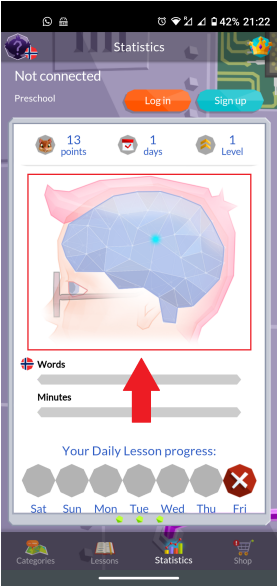 42% 21:22
Statistics
Not connected
Preschool
Log in
Sign up
13
points
1
days
1
Level
Words
Minutes
Your Daily Lesson progress:
Sat Sun Mon Tue Wed Thu Fri
Categories
Lessons
Statistics
Shop